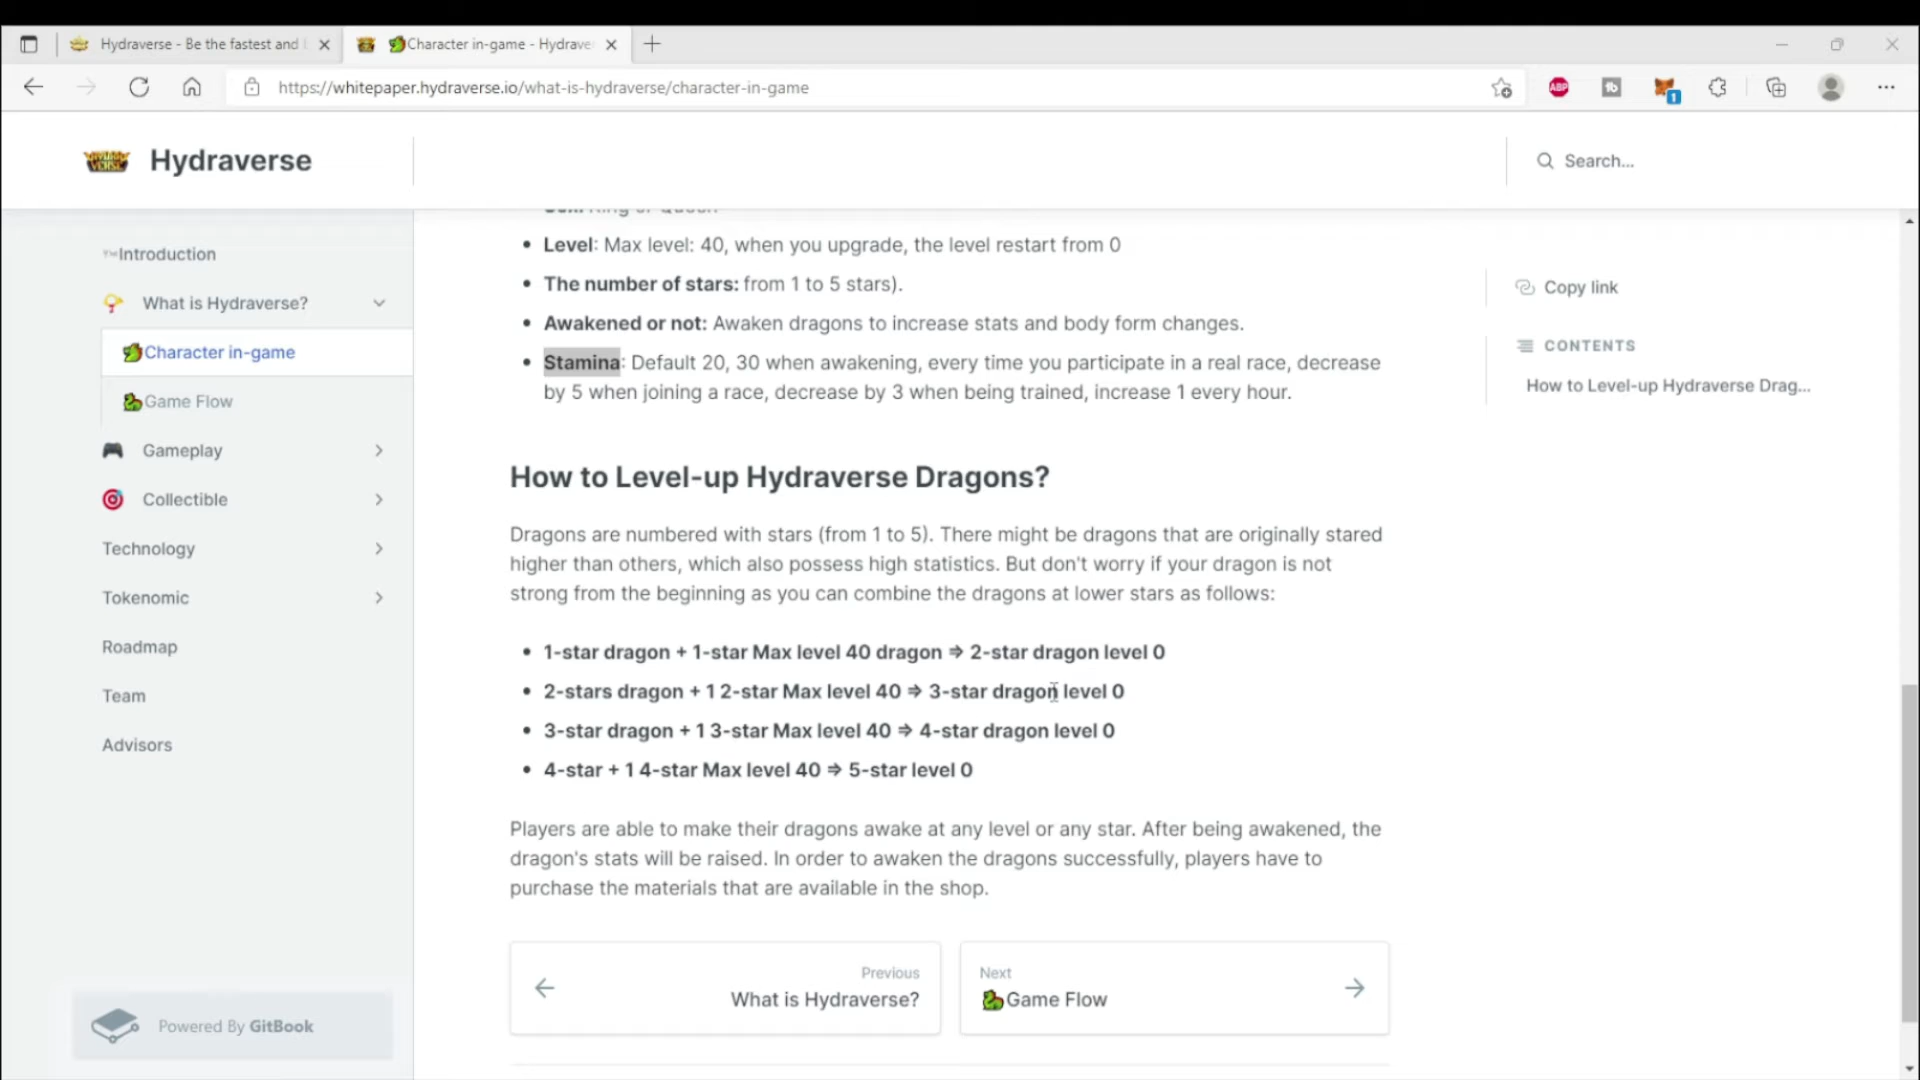 Hydraverse - Be the fastest and
Character in-game - Hydrave
https://whitepaper.hydraverse.io/what-is-hydraverse/character-in-game
ABP
1
Hydraverse
Search...
Introduction
What is Hydraverse?
Character in-game
Game Flow
Gameplay
Collectible
Technology
Tokenomic
Roadmap
Team
Advisors
Powered By GitBook
Sex: King or Queen
• Level: Max level: 40, when you upgrade, the level restart from 0
• The number of stars: from 1 to 5 stars).
• Awakened or not: Awaken dragons to increase stats and body form changes.
• Stamina: Default 20, 30 when awakening, every time you participate in a real race, decrease
by 5 when joining a race, decrease by 3 when being trained, increase 1 every hour.
How to Level-up Hydraverse Dragons?
Dragons are numbered with stars (from 1 to 5). There might be dragons that are originally stared
higher than others, which also possess high statistics. But don't worry if your dragon is not
strong from the beginning as you can combine the dragons at lower stars as follows:
• 1-star dragon + 1-star Max level 40 dragon => 2-star dragon level 0
• 2-stars dragon + 1 2-star Max level 40 => 3-star dragon level 0
• 3-star dragon + 1 3-star Max level 40 => 4-star dragon level 0
• 4-star + 1 4-star Max level 40 => 5-star level 0
Players are able to make their dragons awake at any level or any star. After being awakened, the
dragon's stats will be raised. In order to awaken the dragons successfully, players have to
purchase the materials that are available in the shop.
Previous
What is Hydraverse?
Next
Game Flow
Copy link
CONTENTS
How to Level-up Hydraverse Drag...